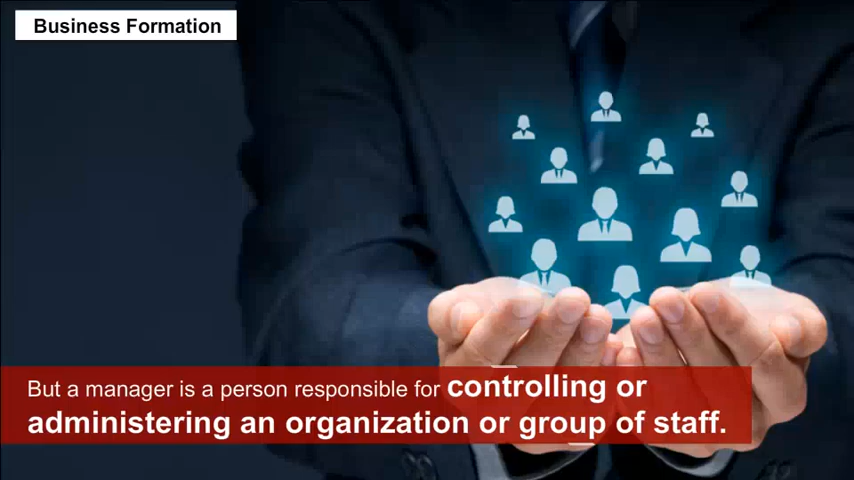 Business Formation
But a manager is a person responsible for controlling or
administering an organization or group of staff.